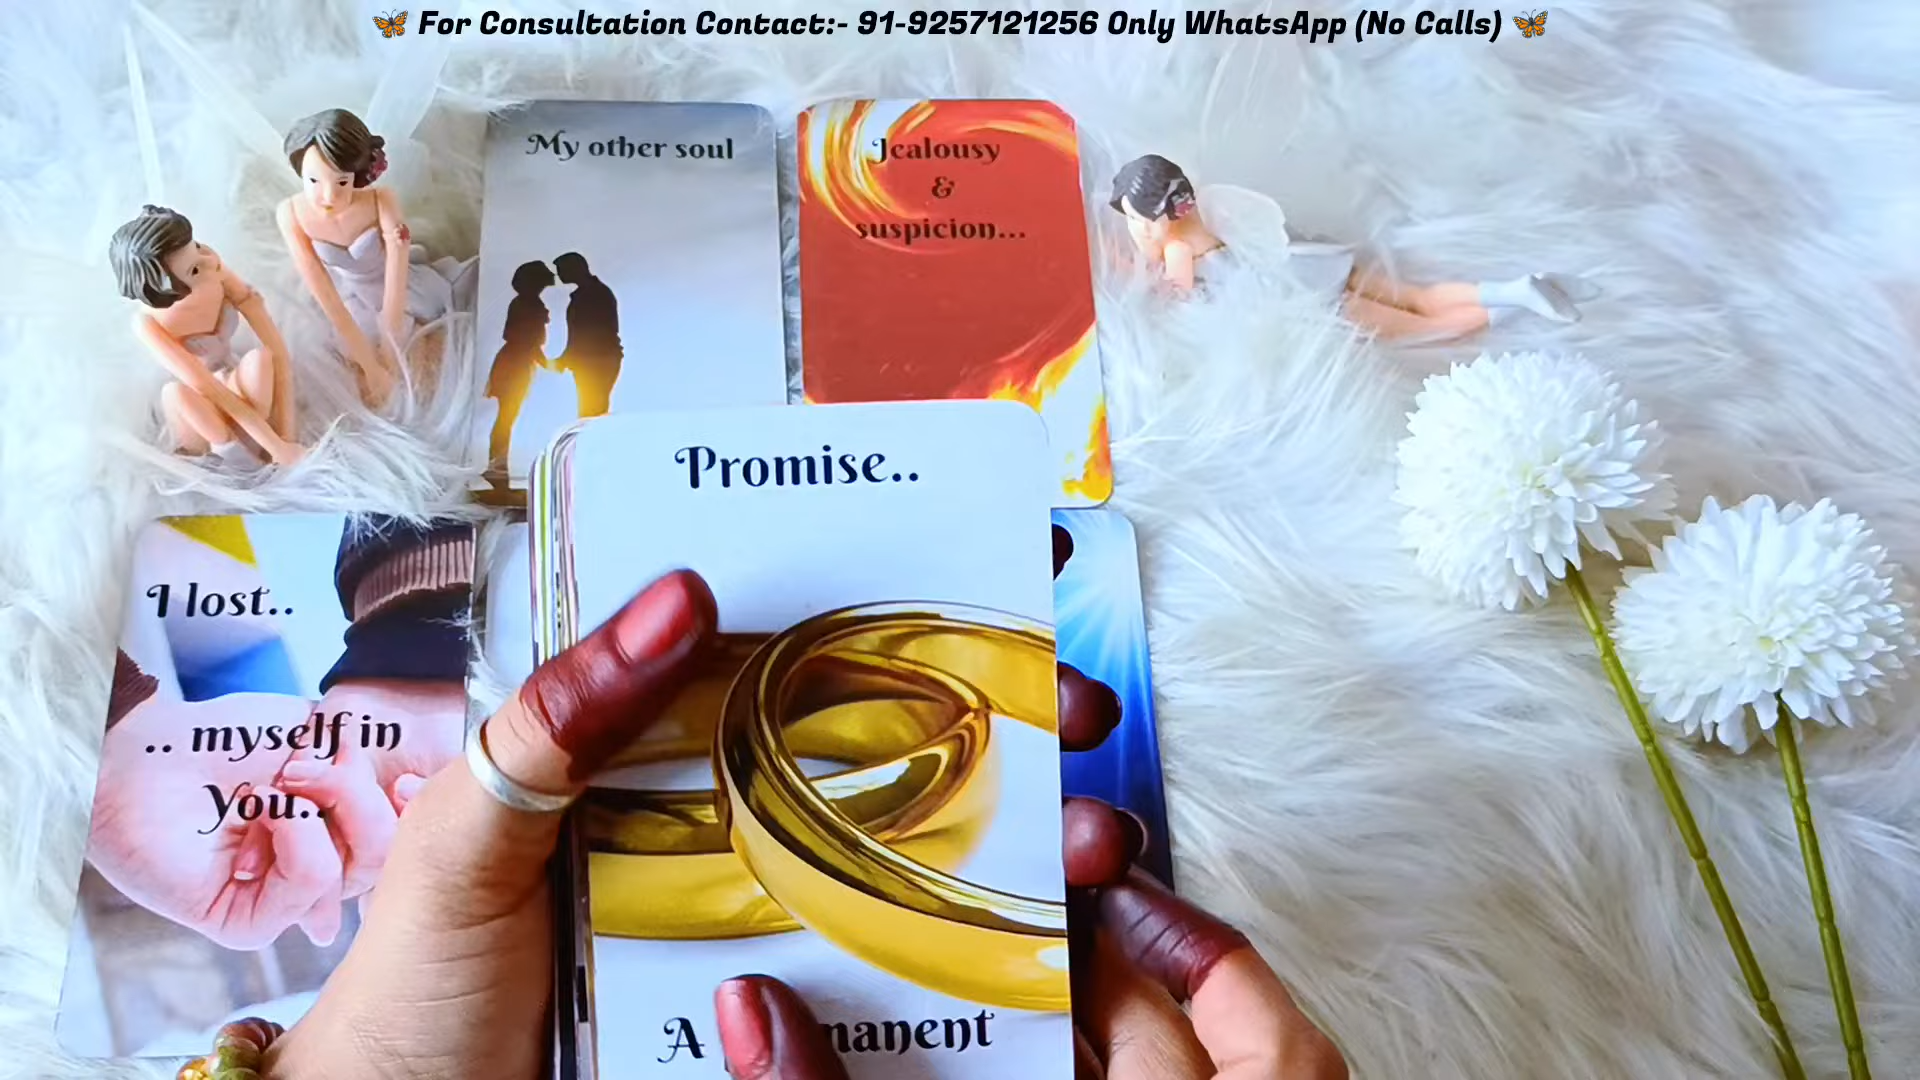 🦋 For Consultation Contact:- 91-9257121256 Only WhatsApp (No Calls) 🦋
My other soul
Jealousy
&
suspicion...
Promise..
I lost..
.. myself in
You..
A